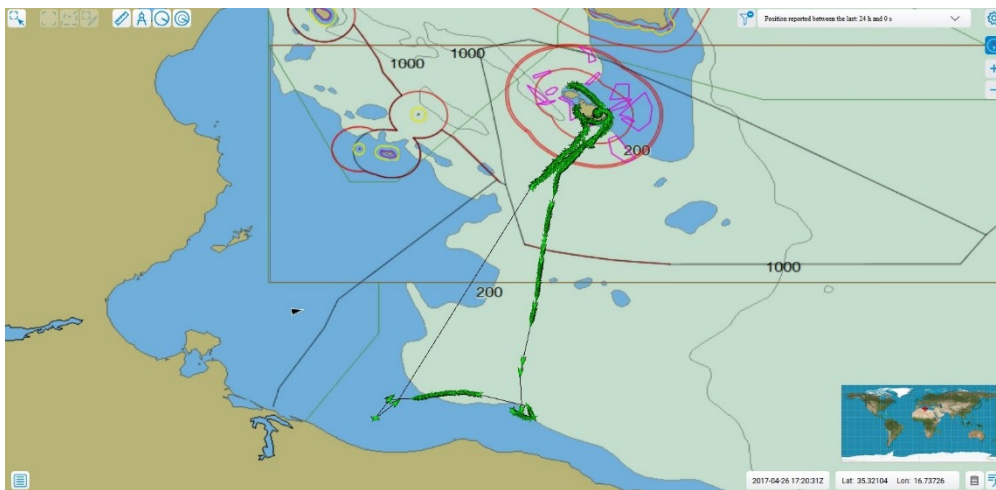 Position reported between the last: 24 h and 0 s
1000
1000
200
1000
200
2017-04-26 17:20:31Z
Lat: 35.32104 Lon: 16.73726